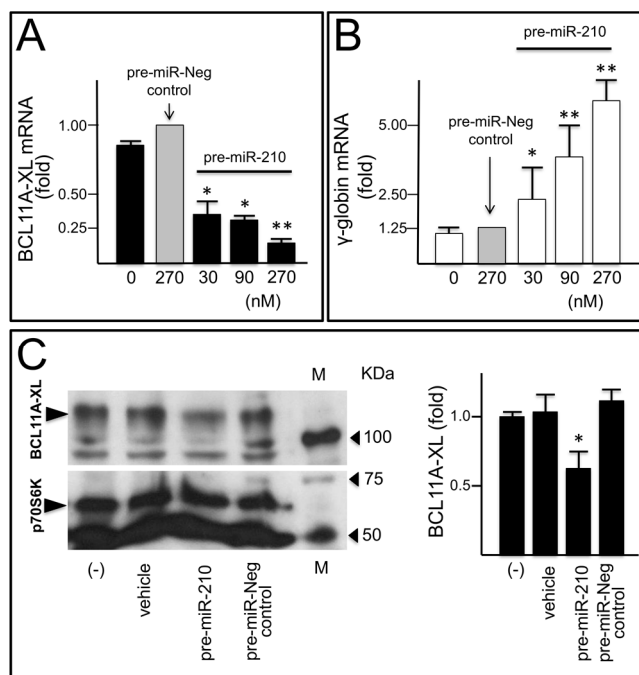 A
BCL11A-XL mRNA
(fold)
pre-miR-Neg
control
pre-miR-210
1.00
0.50
0.25
*
*
**
0 270 30 90 270
(nM)
B
γ-globin mRNA
(fold)
pre-miR-210
pre-miR-Neg
control
5.00
2.50
1.25
*
**
**
0 270 30 90 270
(nM)
C
BCL11A-XL
p70S6K
M KDa
100
75
50
(-)
vehicle
pre-miR-210
pre-miR-Neg
control
M
BCL11A-XL (fold)
1.0
0.5
*
(-)
vehicle
pre-miR-210
pre-miR-Neg
control